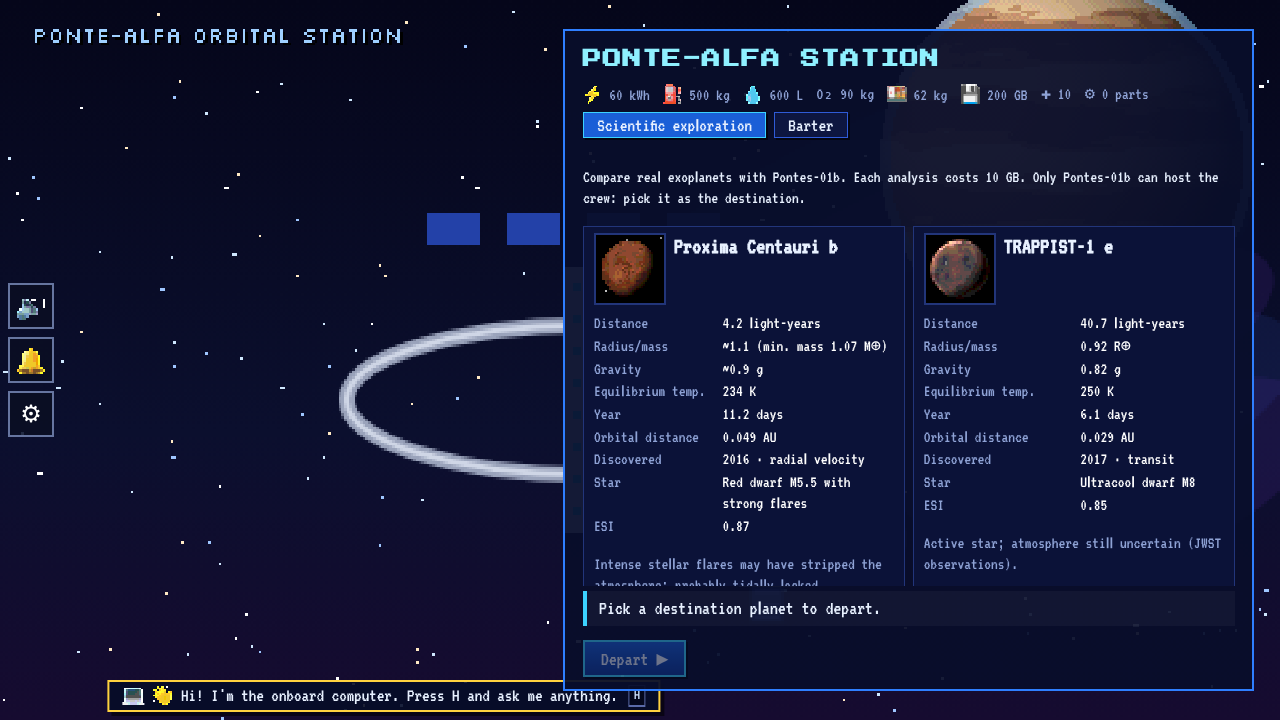 PONTE-ALFA ORBITAL STATION
PONTE-ALFA STATION
60 kWh 500 kg 600 L O₂ 90 kg 62 kg 200 GB + 10 ⚙ 0 parts
Scientific exploration Barter
Compare real exoplanets with Pontes-01b. Each analysis costs 10 GB. Only Pontes-01b can host the
crew: pick it as the destination.
Proxima Centauri b
Distance 4.2 light-years
Radius/mass ~1.1 (min. mass 1.07 M⊕)
Gravity ~0.9 g
Equilibrium temp. 234 K
Year 11.2 days
Orbital distance 0.049 AU
Discovered 2016 · radial velocity
Star Red dwarf M5.5 with
strong flares
ESI 0.87
Intense stellar flares may have stripped the
atmosphere; probably tidally locked.
TRAPPIST-1 e
Distance 40.7 light-years
Radius/mass 0.92 R⊕
Gravity 0.82 g
Equilibrium temp. 250 K
Year 6.1 days
Orbital distance 0.029 AU
Discovered 2017 · transit
Star Ultracool dwarf M8
ESI 0.85
Active star; atmosphere still uncertain (JWST
observations).
Pick a destination planet to depart.
Depart ▶
Hi! I'm the onboard computer. Press H and ask me anything. H